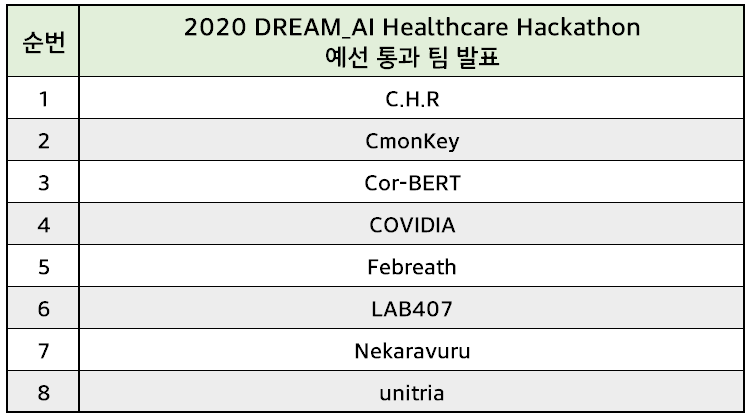 순번
2020 DREAM_AI Healthcare Hackathon
예선 통과 팀 발표
1 C.H.R
2 CmonKey
3 Cor-BERT
4 COVIDIA
5 Febreath
6 LAB407
7 Nekaravuru
8 unitria